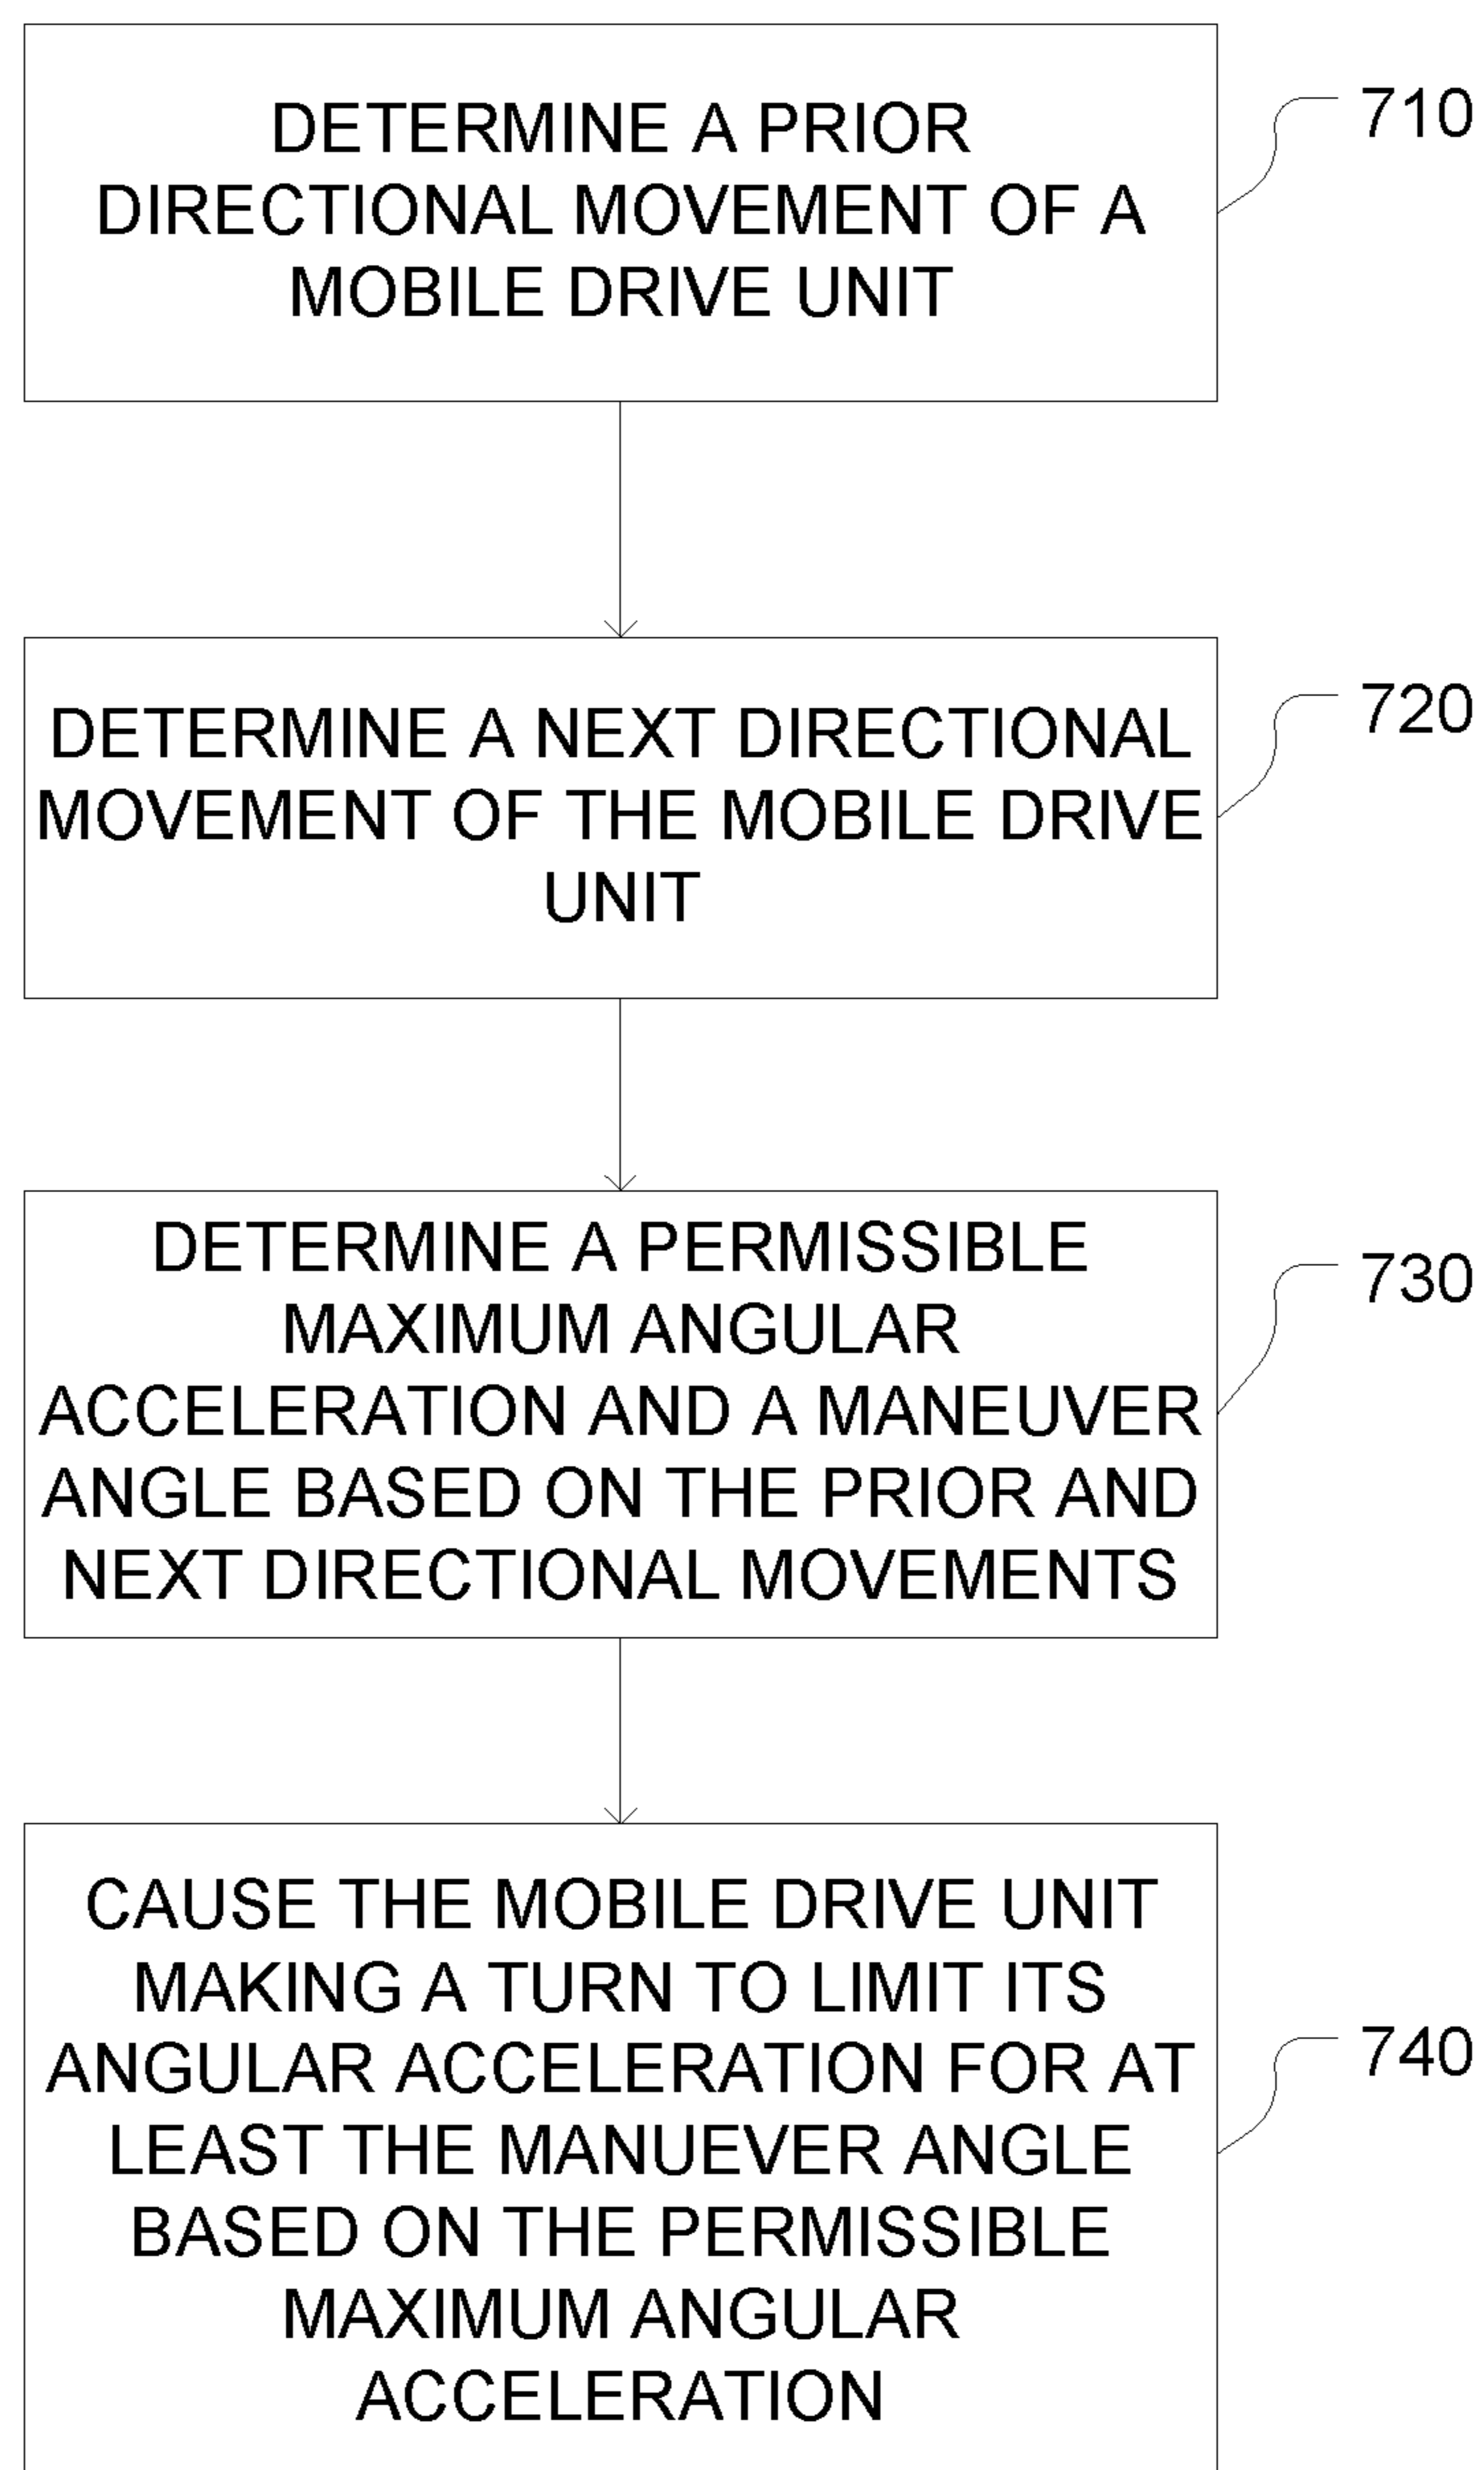 DETERMINE A PRIOR
DIRECTIONAL MOVEMENT OF A
MOBILE DRIVE UNIT
710
DETERMINE A NEXT DIRECTIONAL
MOVEMENT OF THE MOBILE DRIVE
UNIT
720
DETERMINE A PERMISSIBLE
MAXIMUM ANGULAR
ACCELERATION AND A MANEUVER
ANGLE BASED ON THE PRIOR AND
NEXT DIRECTIONAL MOVEMENTS
730
CAUSE THE MOBILE DRIVE UNIT
MAKING A TURN TO LIMIT ITS
ANGULAR ACCELERATION FOR AT
LEAST THE MANUEVER ANGLE
BASED ON THE PERMISSIBLE
MAXIMUM ANGULAR
ACCELERATION
740